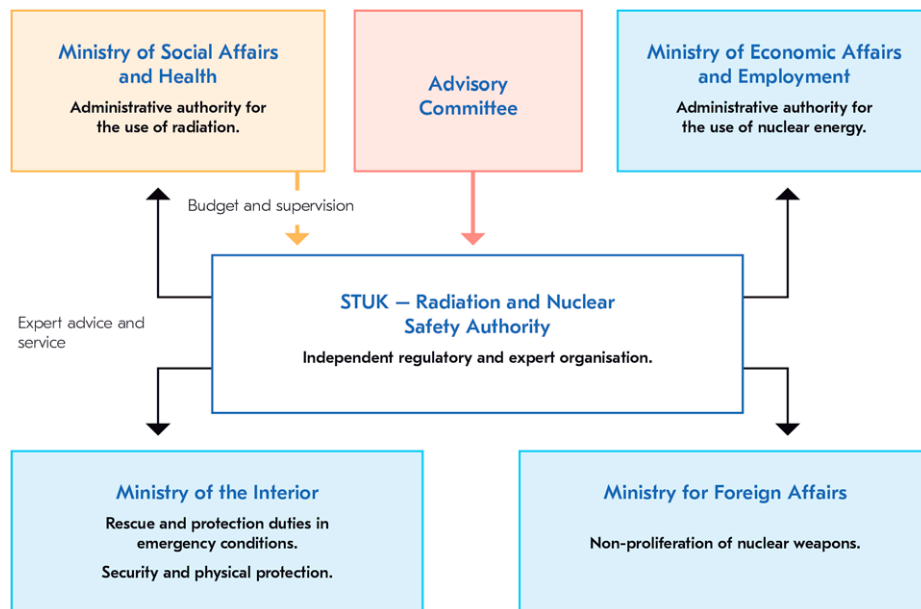 Ministry of Social Affairs
and Health
Administrative authority for
the use of radiation.
Advisory
Committee
Ministry of Economic Affairs
and Employment
Administrative authority for
the use of nuclear energy.
Budget and supervision
STUK – Radiation and Nuclear
Safety Authority
Independent regulatory and expert organisation.
Expert advice and
service
Ministry of the Interior
Rescue and protection duties in
emergency conditions.
Security and physical protection.
Ministry for Foreign Affairs
Non-proliferation of nuclear weapons.